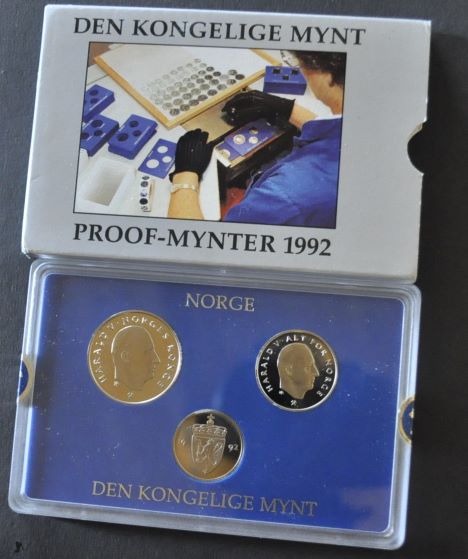 DEN KONGELIGE MYNT
PROOF-MYNTER 1992
NORGE
HARALD V · NORGES KONGE
HARALD V · ALT FOR NORGE
92
DEN KONGELIGE MYNT